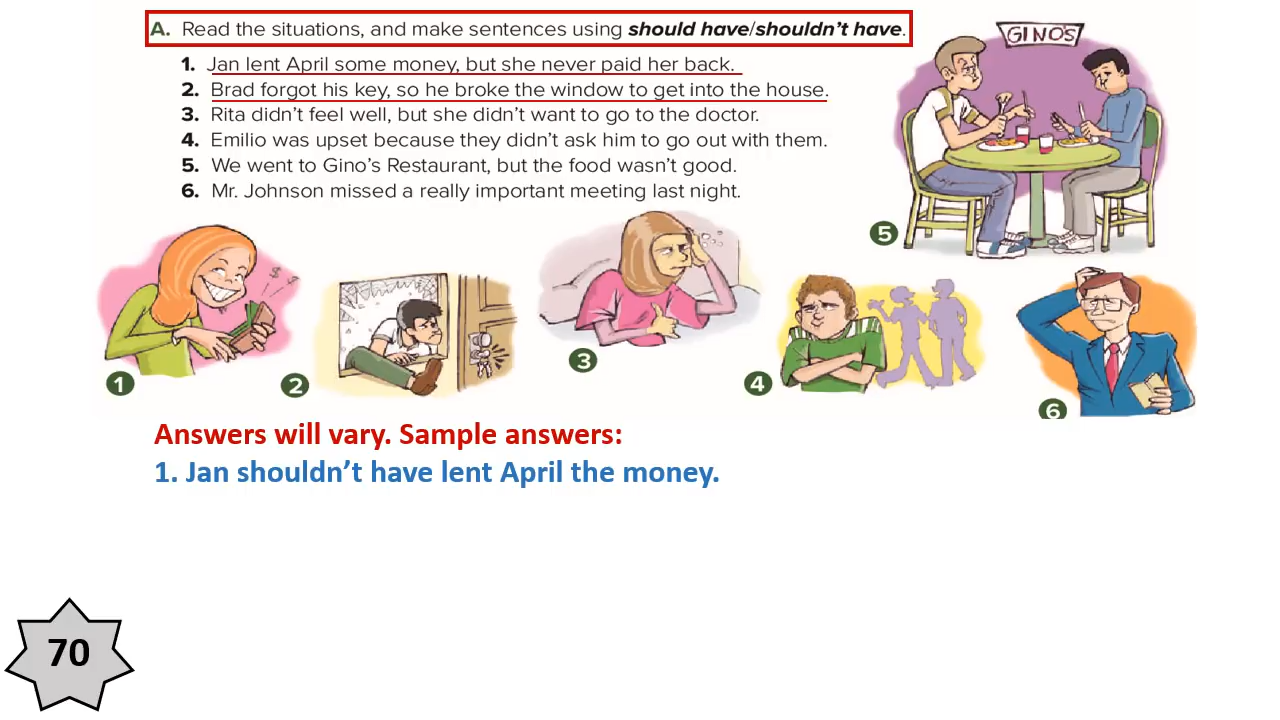 A. Read the situations, and make sentences using should have/shouldn't have.
1. Jan lent April some money, but she never paid her back.
2. Brad forgot his key, so he broke the window to get into the house.
3. Rita didn't feel well, but she didn't want to go to the doctor.
4. Emilio was upset because they didn't ask him to go out with them.
5. We went to Gino's Restaurant, but the food wasn't good.
6. Mr. Johnson missed a really important meeting last night.
GINO'S
5
1
2
3
4
6
Answers will vary. Sample answers:
1. Jan shouldn’t have lent April the money.
70